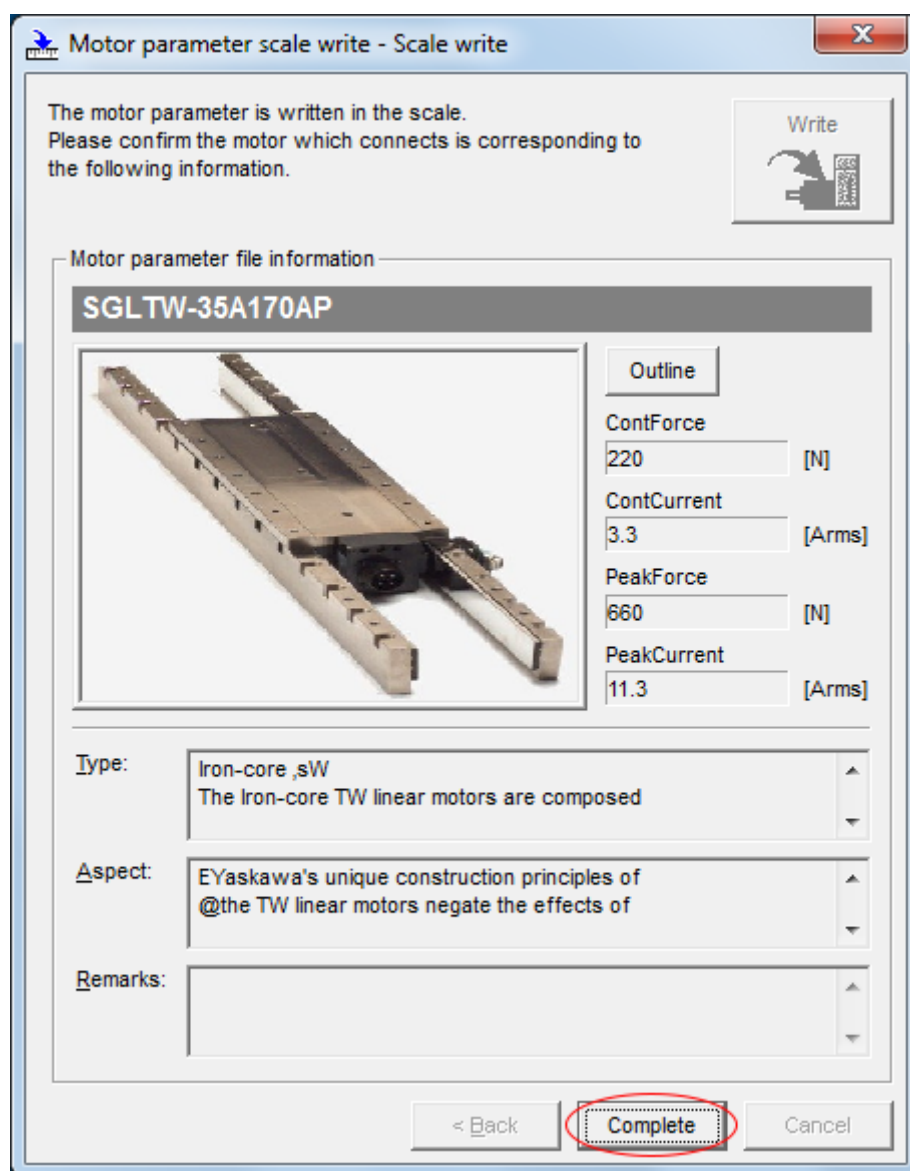 Motor parameter scale write - Scale write
The motor parameter is written in the scale.
Please confirm the motor which connects is corresponding to
the following information.
Write
Motor parameter file information
SGLTW-35A170AP
Outline
ContForce
220 [N]
ContCurrent
3.3 [Arms]
PeakForce
660 [N]
PeakCurrent
11.3 [Arms]
Type:
Iron-core ,sW
The Iron-core TW linear motors are composed
Aspect:
EYaskawa's unique construction principles of
@the TW linear motors negate the effects of
Remarks:
< Back
Complete
Cancel